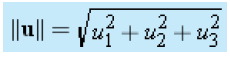 ‖𝐮‖ = √(u₁² + u₂² + u₃²)